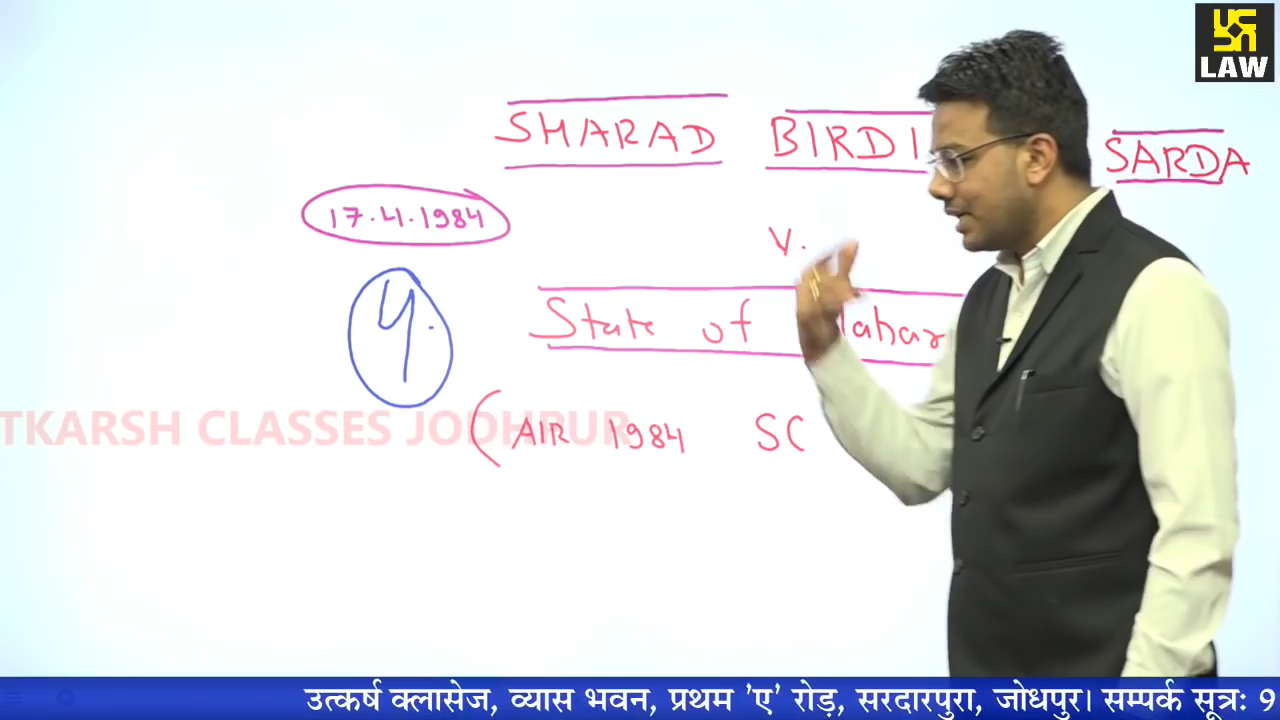 LAW
SHARAD BIRDI SARDA
17.4.1984
V.
4.
State of Mahar
TKARSH CLASSES JODHPUR
(AIR 1984 SC
उत्कर्ष क्लासेज, व्यास भवन, प्रथम 'ए' रोड़, सरदारपुरा, जोधपुर। सम्पर्क सूत्र: 9